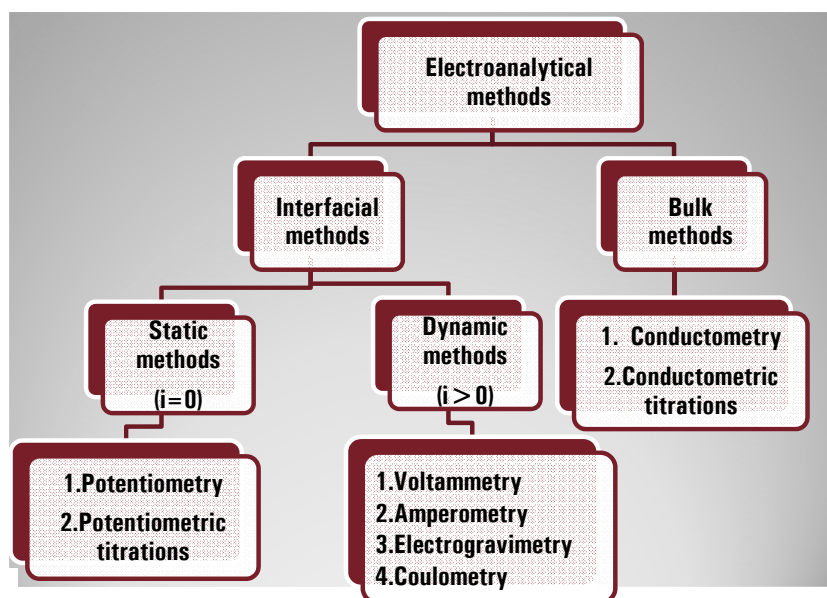 Electroanalytical
methods
Interfacial
methods
Bulk
methods
Static
methods
(i=0)
Dynamic
methods
(i > 0)
1. Conductometry
2.Conductometric
titrations
1.Potentiometry
2.Potentiometric
titrations
1.Voltammetry
2.Amperometry
3.Electrogravimetry
4.Coulometry